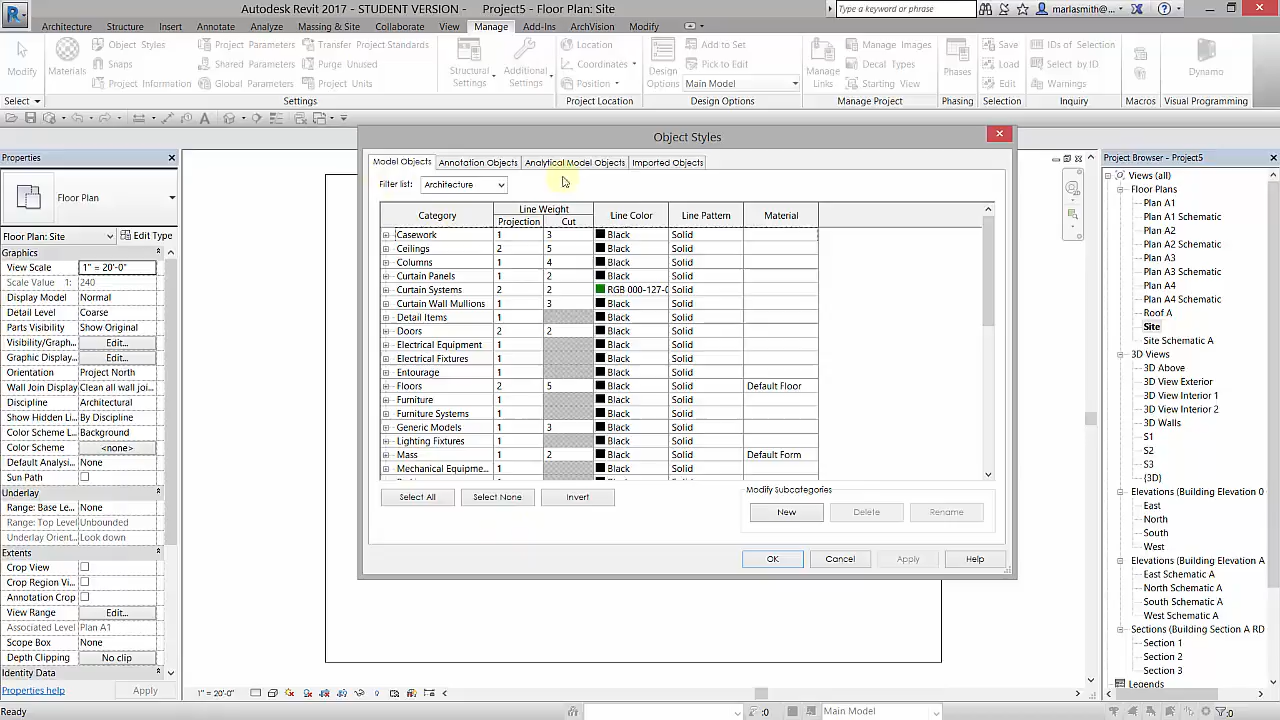 Autodesk Revit 2017 - STUDENT VERSION - Project5 - Floor Plan: Site
Type a keyword or phrase
marlasmith@...
Architecture Insert Annotate Analyze Massing & Site Collaborate View Manage Add-Ins ArchVision Modify
Modify
Materials
Object Styles
Snaps
Project Information
Project Parameters
Shared Parameters
Global Parameters
Transfer Project Standards
Purge Unused
Project Units
Structural Settings
Additional Settings
Location
Coordinates
Position
Design Options
Add to Set
Pick to Edit
Main Model
Manage Links
Manage Images
Decal Types
Starting View
Phases
Save
Load
Edit
IDs of Selection
Select by ID
Warnings
Dynamo
Select Settings Project Location Design Options Manage Project Phasing Selection Inquiry Macros Visual Programming
Properties
Floor Plan
Floor Plan: Site Edit Type
Graphics
View Scale 1" = 20'-0"
Scale Value 1: 240
Display Model Normal
Detail Level Coarse
Parts Visibility Show Original
Visibility/Graph... Edit...
Graphic Display... Edit...
Orientation Project North
Wall Join Display Clean all wall joi...
Discipline Architectural
Show Hidden Li... By Discipline
Color Scheme L... Background
Color Scheme <none>
Default Analysi... None
Sun Path
Underlay
Range: Base Le... None
Range: Top Level Unbounded
Underlay Orien... Look down
Extents
Crop View
Crop Region Vi...
Annotation Crop
View Range Edit...
Associated Level Plan A1
Scope Box None
Depth Clipping No clip
Identity Data
Properties help Apply
Ready
Object Styles
Model Objects Annotation Objects Analytical Model Objects Imported Objects
Filter list: Architecture
Category Line Weight Line Color Line Pattern Material
Projection Cut
Casework 1 3 Black Solid
Ceilings 2 5 Black Solid
Columns 1 4 Black Solid
Curtain Panels 1 2 Black Solid
Curtain Systems 2 2 RGB 000-127-0 Solid
Curtain Wall Mullions 1 3 Black Solid
Detail Items 1 Black Solid
Doors 2 2 Black Solid
Electrical Equipment 1 Black Solid
Electrical Fixtures 1 Black Solid
Entourage 1 Black Solid
Floors 2 5 Black Solid Default Floor
Furniture 1 Black Solid
Furniture Systems 1 Black Solid
Generic Models 1 3 Black Solid
Lighting Fixtures 1 Black Solid
Mass 1 2 Black Solid Default Form
Mechanical Equipme... 1 Black Solid
Select All Select None Invert
Modify Subcategories
New Delete Rename
OK Cancel Apply Help
1" = 20'-0"
:0 Main Model
Project Browser - Project5
Views (all)
Floor Plans
Plan A1
Plan A1 Schematic A
Plan A2
Plan A2 Schematic A
Plan A3
Plan A3 Schematic A
Plan A4
Plan A4 Schematic A
Roof A
Site
Site Schematic A
3D Views
3D Above
3D View Exterior
3D View Interior 1
3D View Interior 2
3D Walls
S1
S2
S3
{3D}
Elevations (Building Elevation 0
East
North
South
West
Elevations (Building Elevation A
East Schematic A
North Schematic A
South Schematic A
West Schematic A
Sections (Building Section A RD
Section 1
Section 2
Section 3
Legends
:0